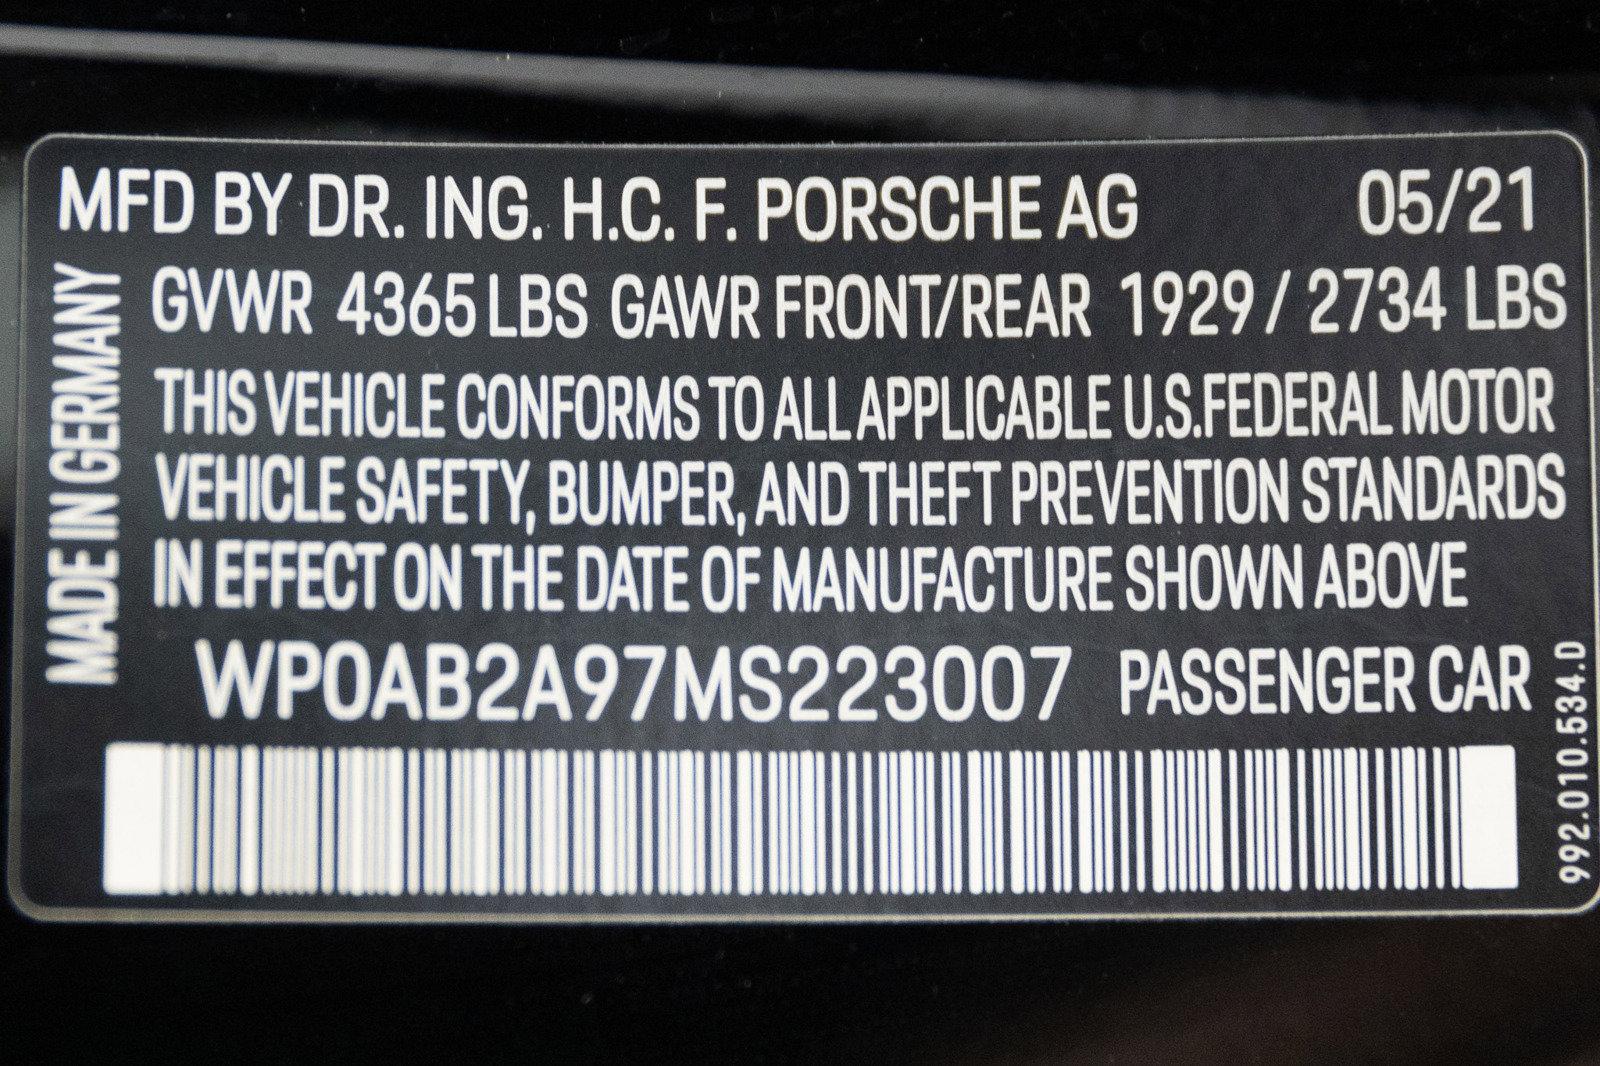 MFD BY DR. ING. H.C. F. PORSCHE AG 05/21
GVWR 4365 LBS GAWR FRONT/REAR 1929 / 2734 LBS
THIS VEHICLE CONFORMS TO ALL APPLICABLE U.S.FEDERAL MOTOR
VEHICLE SAFETY, BUMPER, AND THEFT PREVENTION STANDARDS
IN EFFECT ON THE DATE OF MANUFACTURE SHOWN ABOVE
WP0AB2A97MS223007 PASSENGER CAR
MADE IN GERMANY
992.010.534.D